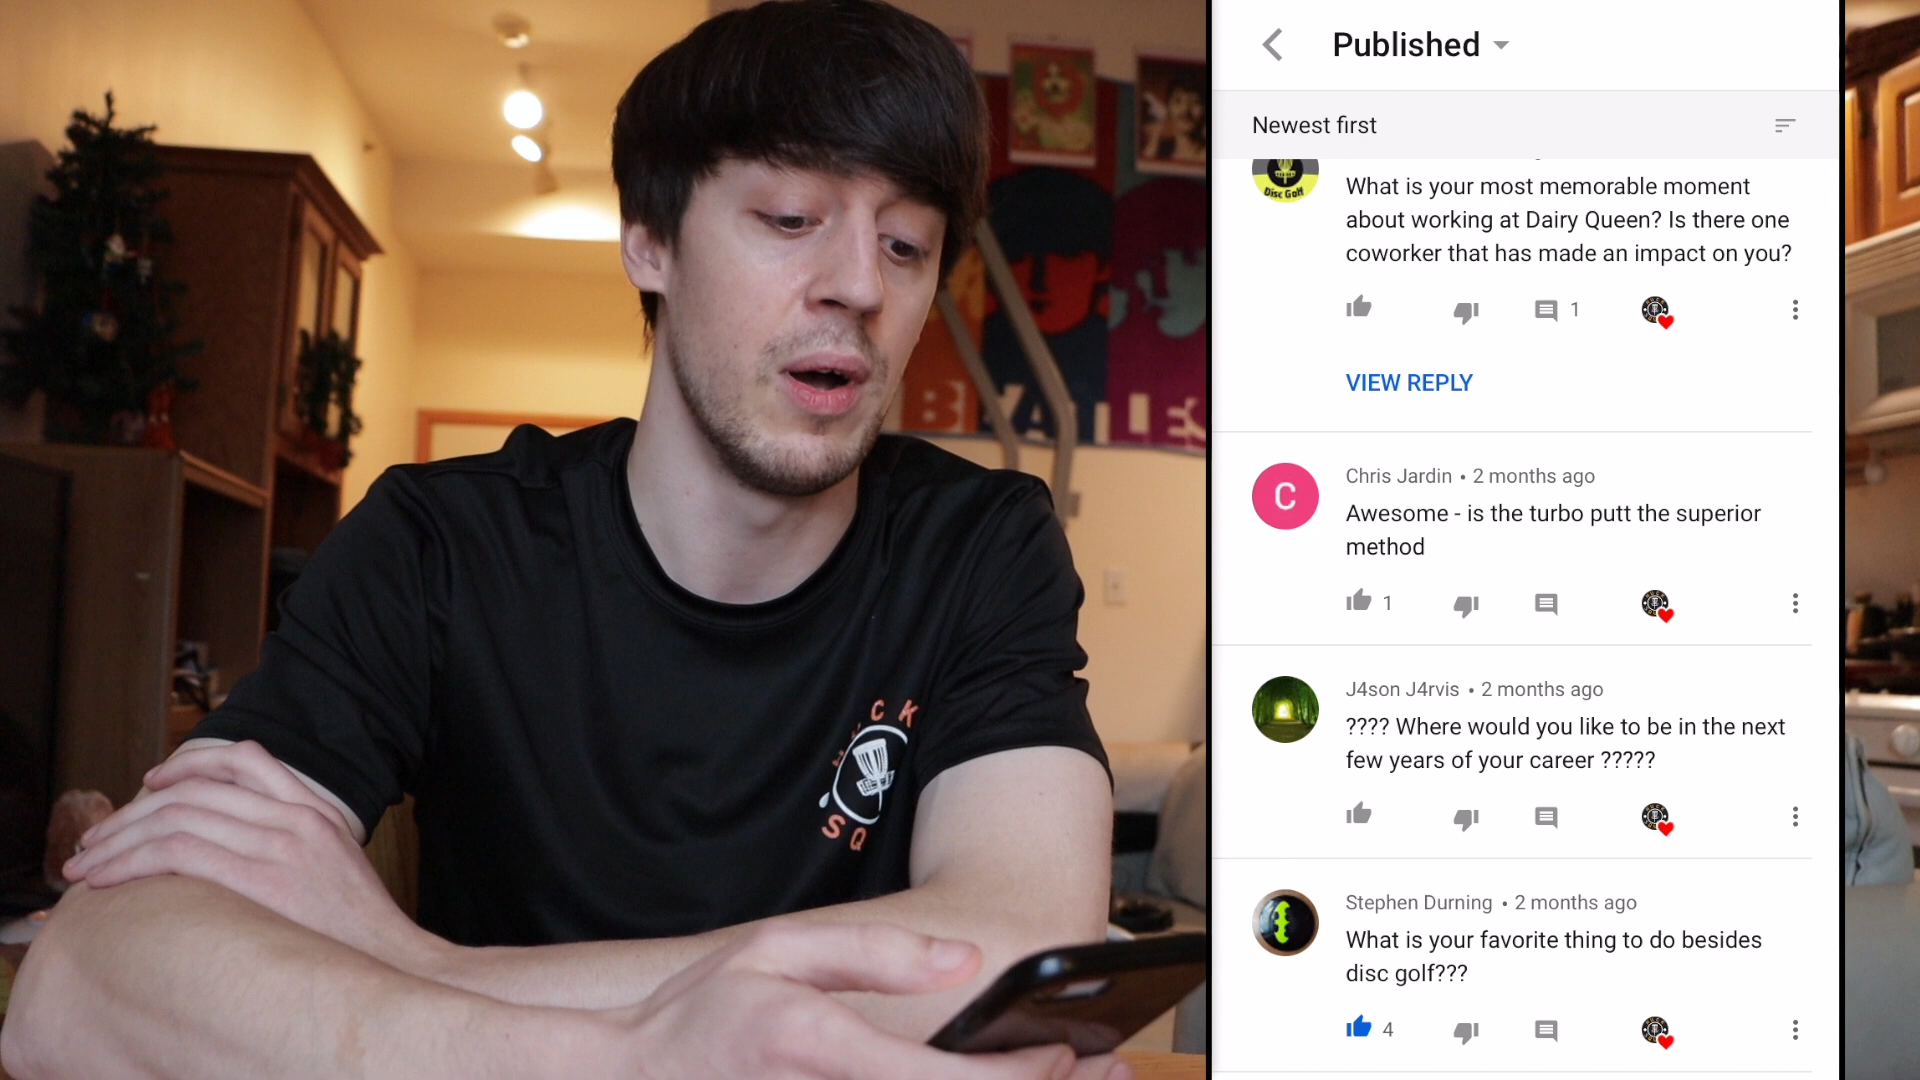 Published
Newest first
Disc Golf
What is your most memorable moment
about working at Dairy Queen? Is there one
coworker that has made an impact on you?
1
VIEW REPLY
C
Chris Jardin • 2 months ago
Awesome - is the turbo putt the superior
method
1
J4son J4rvis • 2 months ago
???? Where would you like to be in the next
few years of your career ?????
Stephen Durning • 2 months ago
What is your favorite thing to do besides
disc golf???
4
CK
SQ